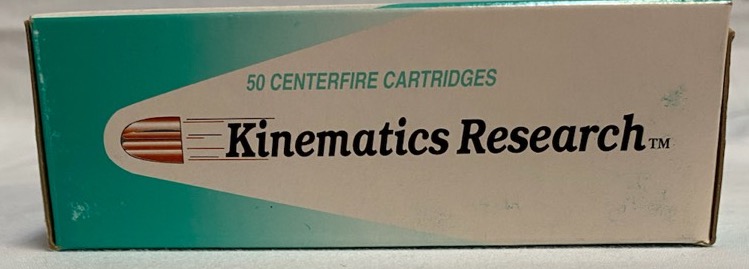 50 CENTERFIRE CARTRIDGES
Kinematics Research™